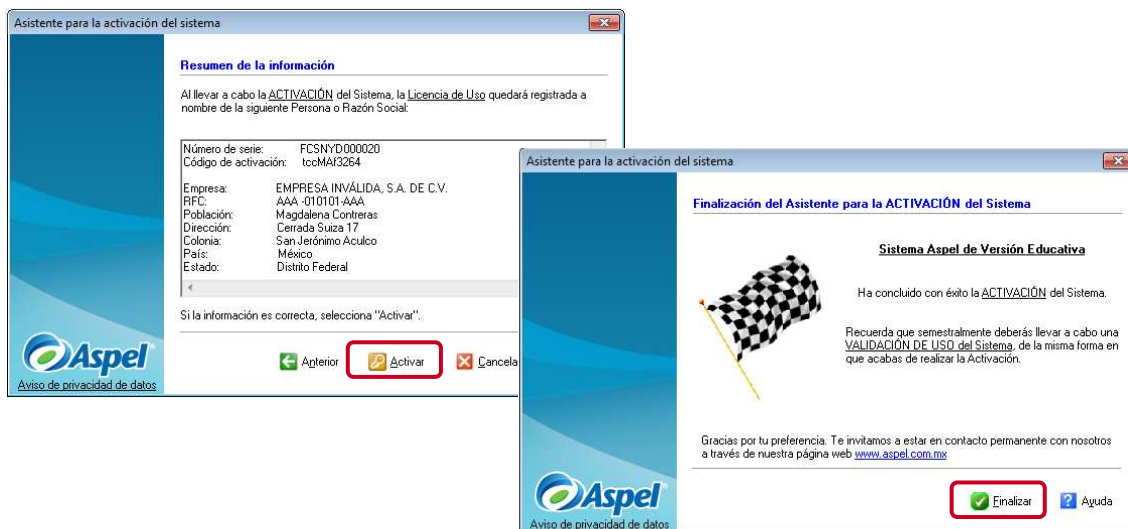 Asistente para la activación del sistema
Resumen de la información
Al llevar a cabo la ACTIVACIÓN del Sistema, la Licencia de Uso quedará registrada a
nombre de la siguiente Persona o Razón Social:
Número de serie: FCSNYD000020
Código de activación: tccMAf3264
Empresa: EMPRESA INVÁLIDA, S.A. DE C.V.
RFC: AAA -010101-AAA
Población: Magdalena Contreras
Dirección: Cerrada Suiza 17
Colonia: San Jerónimo Aculco
País: México
Estado: Distrito Federal
Si la información es correcta, selecciona "Activar".
Aspel
Aviso de privacidad de datos
Anterior
Activar
Cancela
Asistente para la activación del sistema
Finalización del Asistente para la ACTIVACIÓN del Sistema
Sistema Aspel de Versión Educativa
Ha concluido con éxito la ACTIVACIÓN del Sistema.
Recuerda que semestralmente deberás llevar a cabo una
VALIDACIÓN DE USO del Sistema, de la misma forma en
que acabas de realizar la Activación.
Gracias por tu preferencia. Te invitamos a estar en contacto permanente con nosotros
a través de nuestra página web www.aspel.com.mx
Aspel
Aviso de privacidad de datos
Finalizar
Ayuda